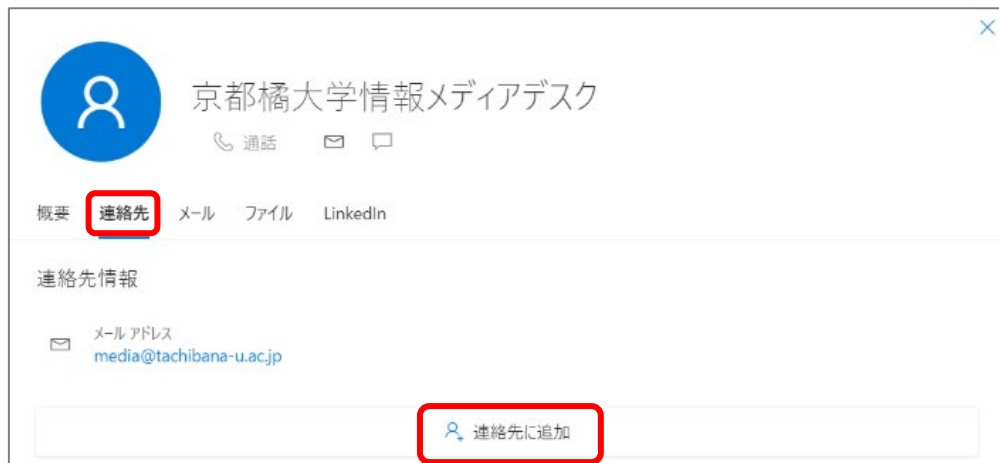 京都橘大学情報メディアデスク
通話
概要 連絡先 メール ファイル LinkedIn
連絡先情報
メール アドレス
media@tachibana-u.ac.jp
連絡先に追加